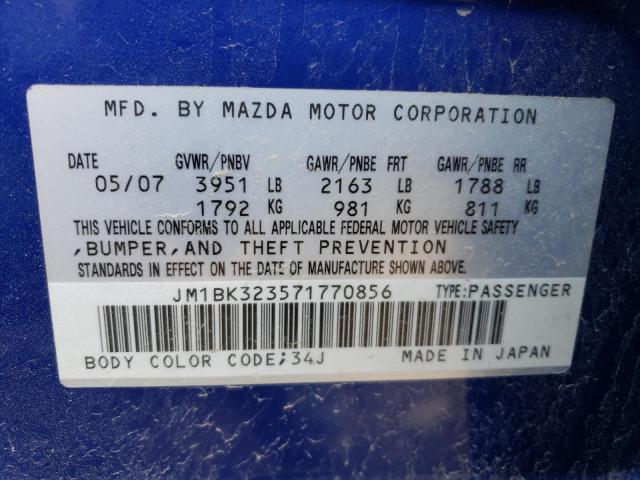 MFD. BY MAZDA MOTOR CORPORATION
DATE GVWR/PNBV GAWR/PNBE FRT GAWR/PNBE RR
05/07 3951 LB 2163 LB 1788 LB
1792 KG 981 KG 811 KG
THIS VEHICLE CONFORMS TO ALL APPLICABLE FEDERAL MOTOR VEHICLE SAFETY
,BUMPER,AND THEFT PREVENTION
STANDARDS IN EFFECT ON THE DATE OF MANUFACTURE SHOWN ABOVE.
JM1BK323571770856 TYPE:PASSENGER
BODY COLOR CODE;34J MADE IN JAPAN